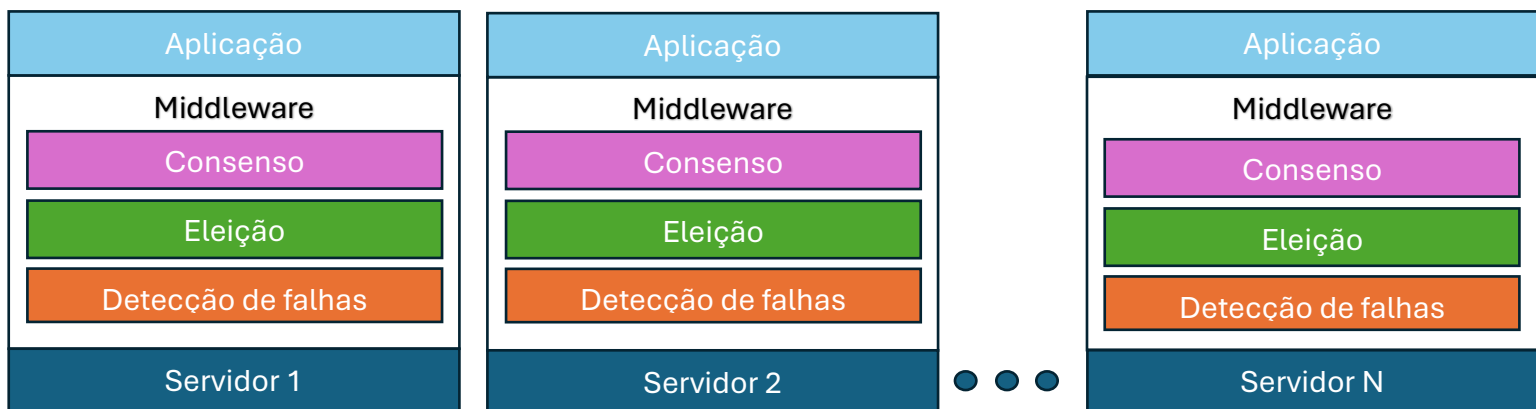 Aplicação
Middleware
Consenso
Eleição
Detecção de falhas
Servidor 1
Aplicação
Middleware
Consenso
Eleição
Detecção de falhas
Servidor 2
Aplicação
Middleware
Consenso
Eleição
Detecção de falhas
Servidor N